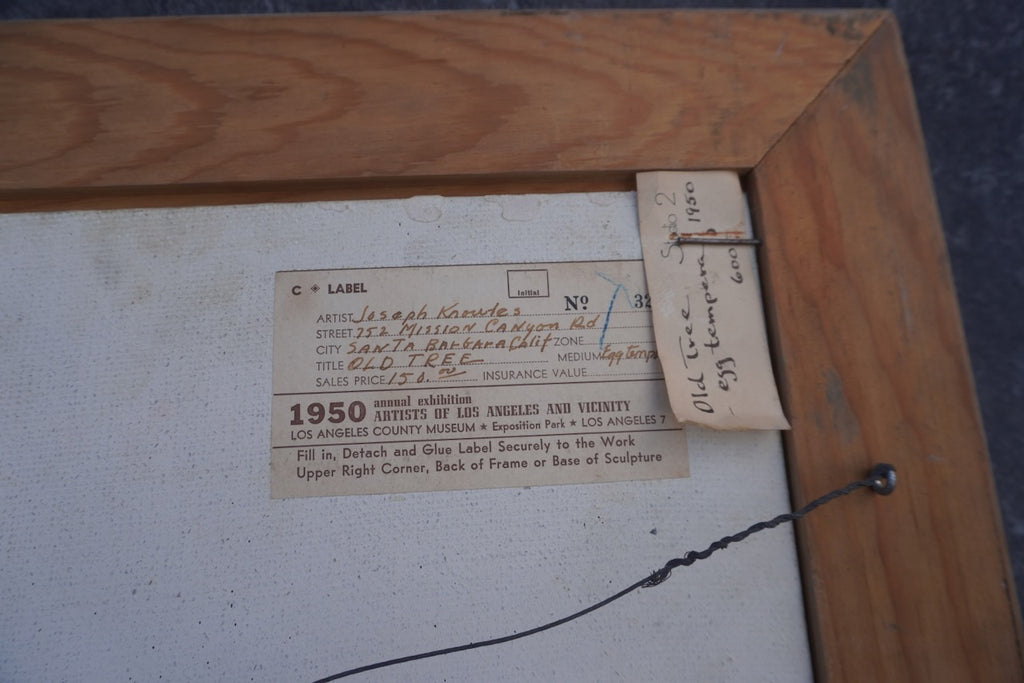 C ◈ LABEL
Initial
Nº 32
ARTIST Joseph Knowles
STREET 752 MISSION CANYON Rd
CITY SANTA BARBARA Calif ZONE
TITLE OLD TREE MEDIUM Egg temp
SALES PRICE 150.00 INSURANCE VALUE
1950 annual exhibition
ARTISTS OF LOS ANGELES AND VICINITY
LOS ANGELES COUNTY MUSEUM ★ Exposition Park ★ LOS ANGELES 7
Fill in, Detach and Glue Label Securely to the Work
Upper Right Corner, Back of Frame or Base of Sculpture
Old Tree 2
egg tempera 1950
600